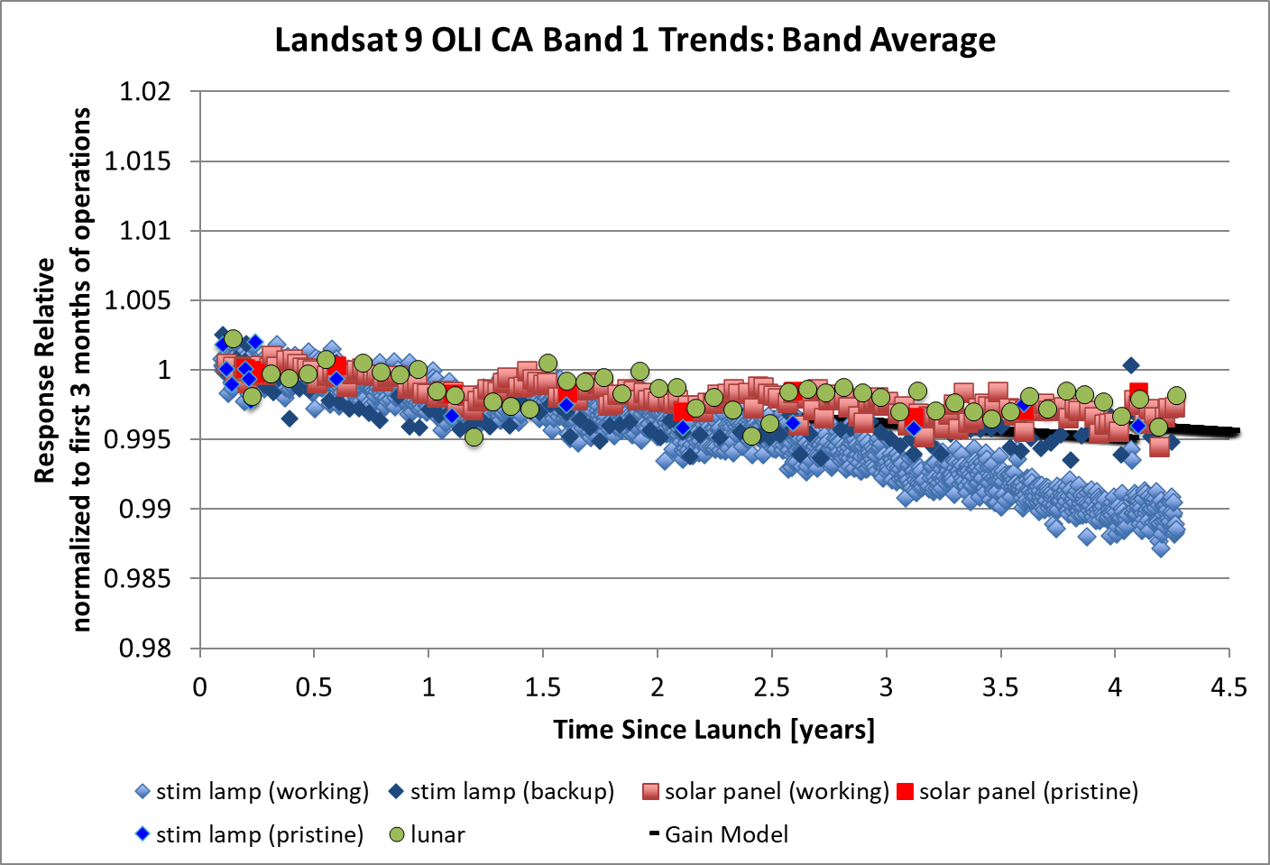 Landsat 9 OLI CA Band 1 Trends: Band Average
Response Relative
normalized to first 3 months of operations
1.02
1.015
1.01
1.005
1
0.995
0.99
0.985
0.98
0 0.5 1 1.5 2 2.5 3 3.5 4 4.5
Time Since Launch [years]
stim lamp (working) stim lamp (backup) solar panel (working) solar panel (pristine)
stim lamp (pristine) lunar Gain Model